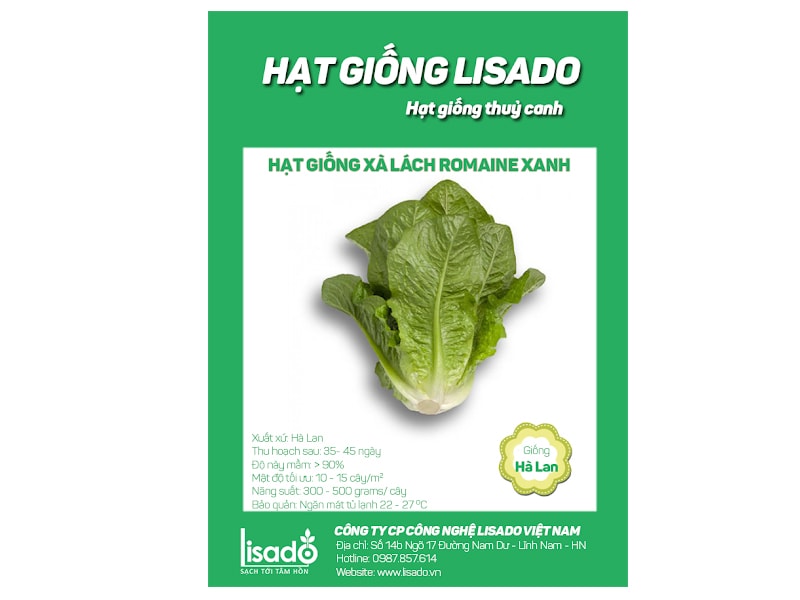 HẠT GIỐNG LISADO
Hạt giống thuỷ canh
HẠT GIỐNG XÀ LÁCH ROMAINE XANH
Xuất xứ: Hà Lan
Thu hoạch sau: 35- 45 ngày
Độ nảy mầm: > 90%
Mật độ tối ưu: 10 - 15 cây/m²
Năng suất: 300 - 500 grams/ cây
Bảo quản: Ngăn mát tủ lạnh 22 - 27 ⁰C
Giống
Hà Lan
Lisado
SẠCH TỚI TÂM HỒN
CÔNG TY CP CÔNG NGHỆ LISADO VIỆT NAM
Địa chỉ: Số 14b Ngõ 17 Đường Nam Dư - Lĩnh Nam - HN
Hotline: 0987.857.614
Website: www.lisado.vn